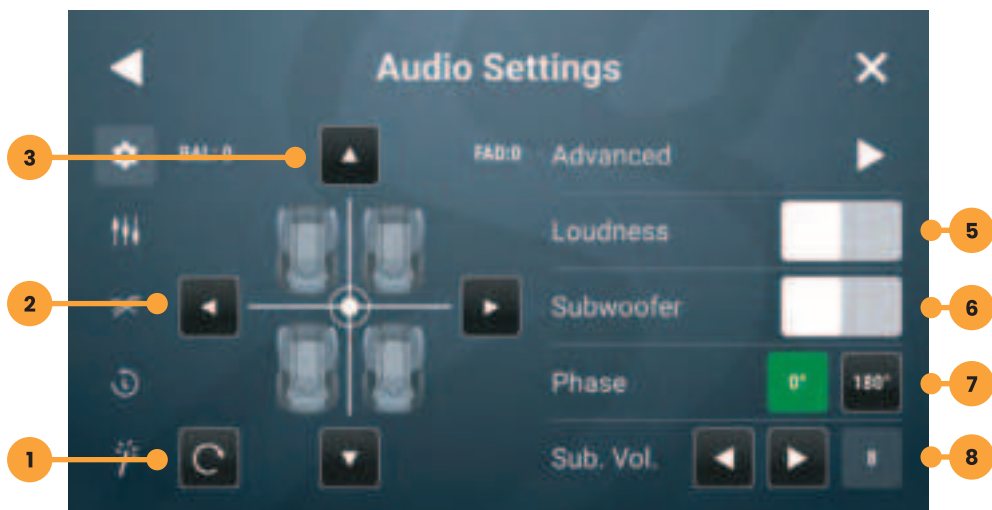 Audio Settings
3
BAL: 0
FAD:0
Advanced
Loudness
5
2
Subwoofer
6
Phase
0°
180°
7
1
Sub. Vol.
8